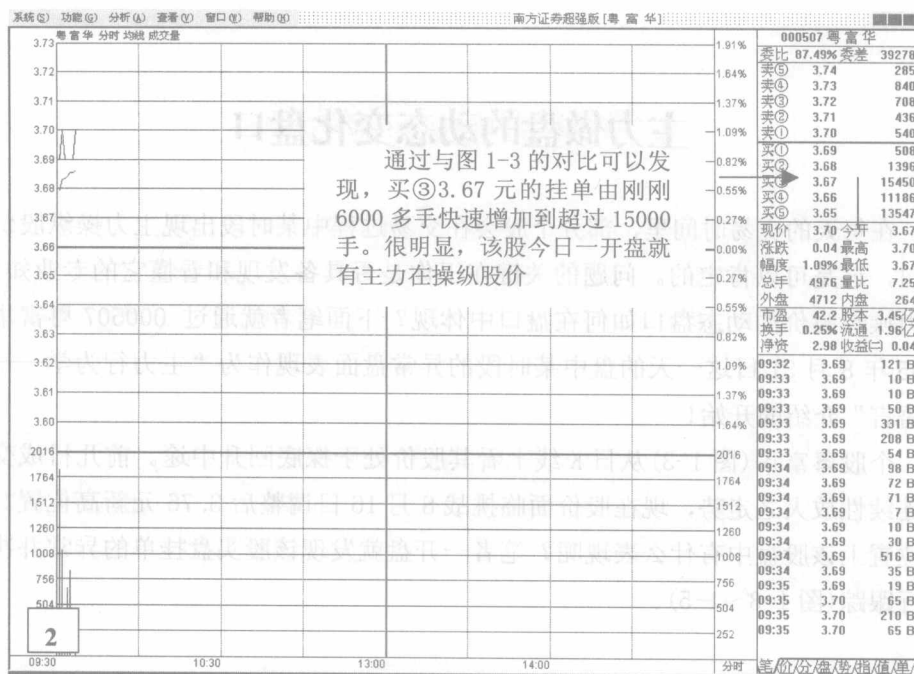 系统(S) 功能(G) 分析(A) 查看(V) 窗口(W) 帮助(H) 南方证券超强版 [粤 富 华]
粤 富 华 分时 均线 成交量
3.73
3.72
3.71
3.70
3.69
3.68
3.67
3.66
3.65
3.64
3.63
3.62
3.61
3.60
2016
1764
1512
1260
1008
756
504
2
09:30 10:30 13:00 14:00 分时
通过与图 1-3 的对比可以发
现，买③3.67 元的挂单由刚刚
6000 多手快速增加到超过 15000
手。很明显，该股今日一开盘就
有主力在操纵股价
1.91%
1.64%
1.37%
1.09%
0.82%
0.55%
0.27%
0.00%
0.27%
0.55%
0.82%
1.09%
1.37%
1.64%
2016
1764
1512
1260
1008
756
504
252
000507 粤 富 华
委比 87.49% 委差 39278
卖⑤ 3.74 285
卖④ 3.73 840
卖③ 3.72 708
卖② 3.71 436
卖① 3.70 540
买① 3.69 508
买② 3.68 1396
买③ 3.67 15450
买④ 3.66 11186
买⑤ 3.65 13547
现价 3.70 今开 3.67
涨跌 0.04 最高 3.70
幅度 1.09% 最低 3.67
总手 4976 量比 7.25
外盘 4712 内盘 264
市盈 42.2 股本 3.45亿
换手 0.25% 流通 1.96亿
净资 2.98 收益㈡ 0.04
09:32 3.69 121 B
09:33 3.69 10 B
09:33 3.69 10 B
09:33 3.69 50 B
09:33 3.69 331 B
09:33 3.69 208 B
09:33 3.69 54 B
09:34 3.69 98 B
09:34 3.69 72 B
09:34 3.69 71 B
09:34 3.69 7 B
09:34 3.69 10 B
09:34 3.69 30 B
09:34 3.69 516 B
09:34 3.69 35 B
09:35 3.69 19 B
09:35 3.70 65 B
09:35 3.70 210 B
09:35 3.70 65 B
笔/价/分/盘/势/指/值/单